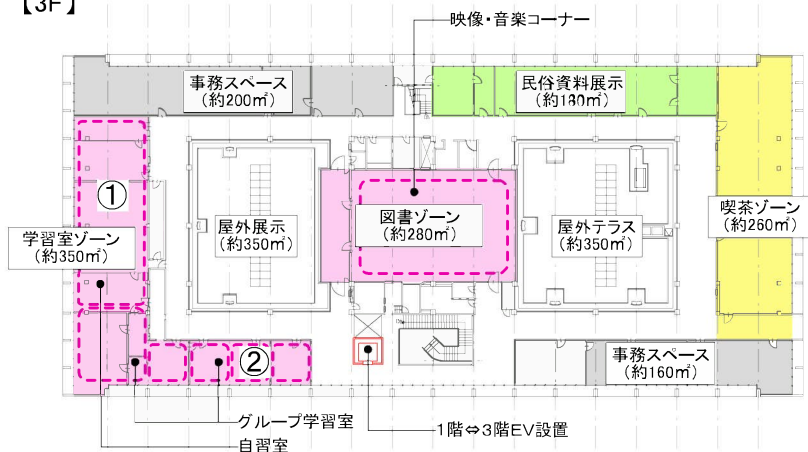 【3F】
映像・音楽コーナー
事務スペース
（約200㎡）
民俗資料展示
（約180㎡）
①
学習室ゾーン
（約350㎡）
屋外展示
（約350㎡）
図書ゾーン
（約280㎡）
屋外テラス
（約350㎡）
喫茶ゾーン
（約260㎡）
②
事務スペース
（約160㎡）
グループ学習室
自習室
1階⇔3階EV設置